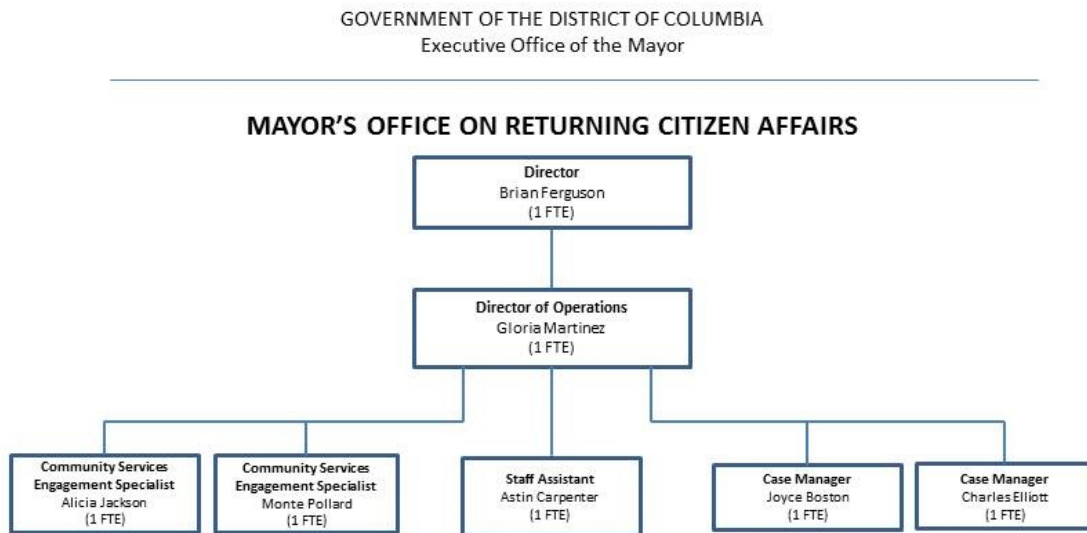 GOVERNMENT OF THE DISTRICT OF COLUMBIA
Executive Office of the Mayor
MAYOR’S OFFICE ON RETURNING CITIZEN AFFAIRS
Director
Brian Ferguson
(1 FTE)
Director of Operations
Gloria Martinez
(1 FTE)
Community Services
Engagement Specialist
Alicia Jackson
(1 FTE)
Community Services
Engagement Specialist
Monte Pollard
(1 FTE)
Staff Assistant
Astin Carpenter
(1 FTE)
Case Manager
Joyce Boston
(1 FTE)
Case Manager
Charles Elliott
(1 FTE)